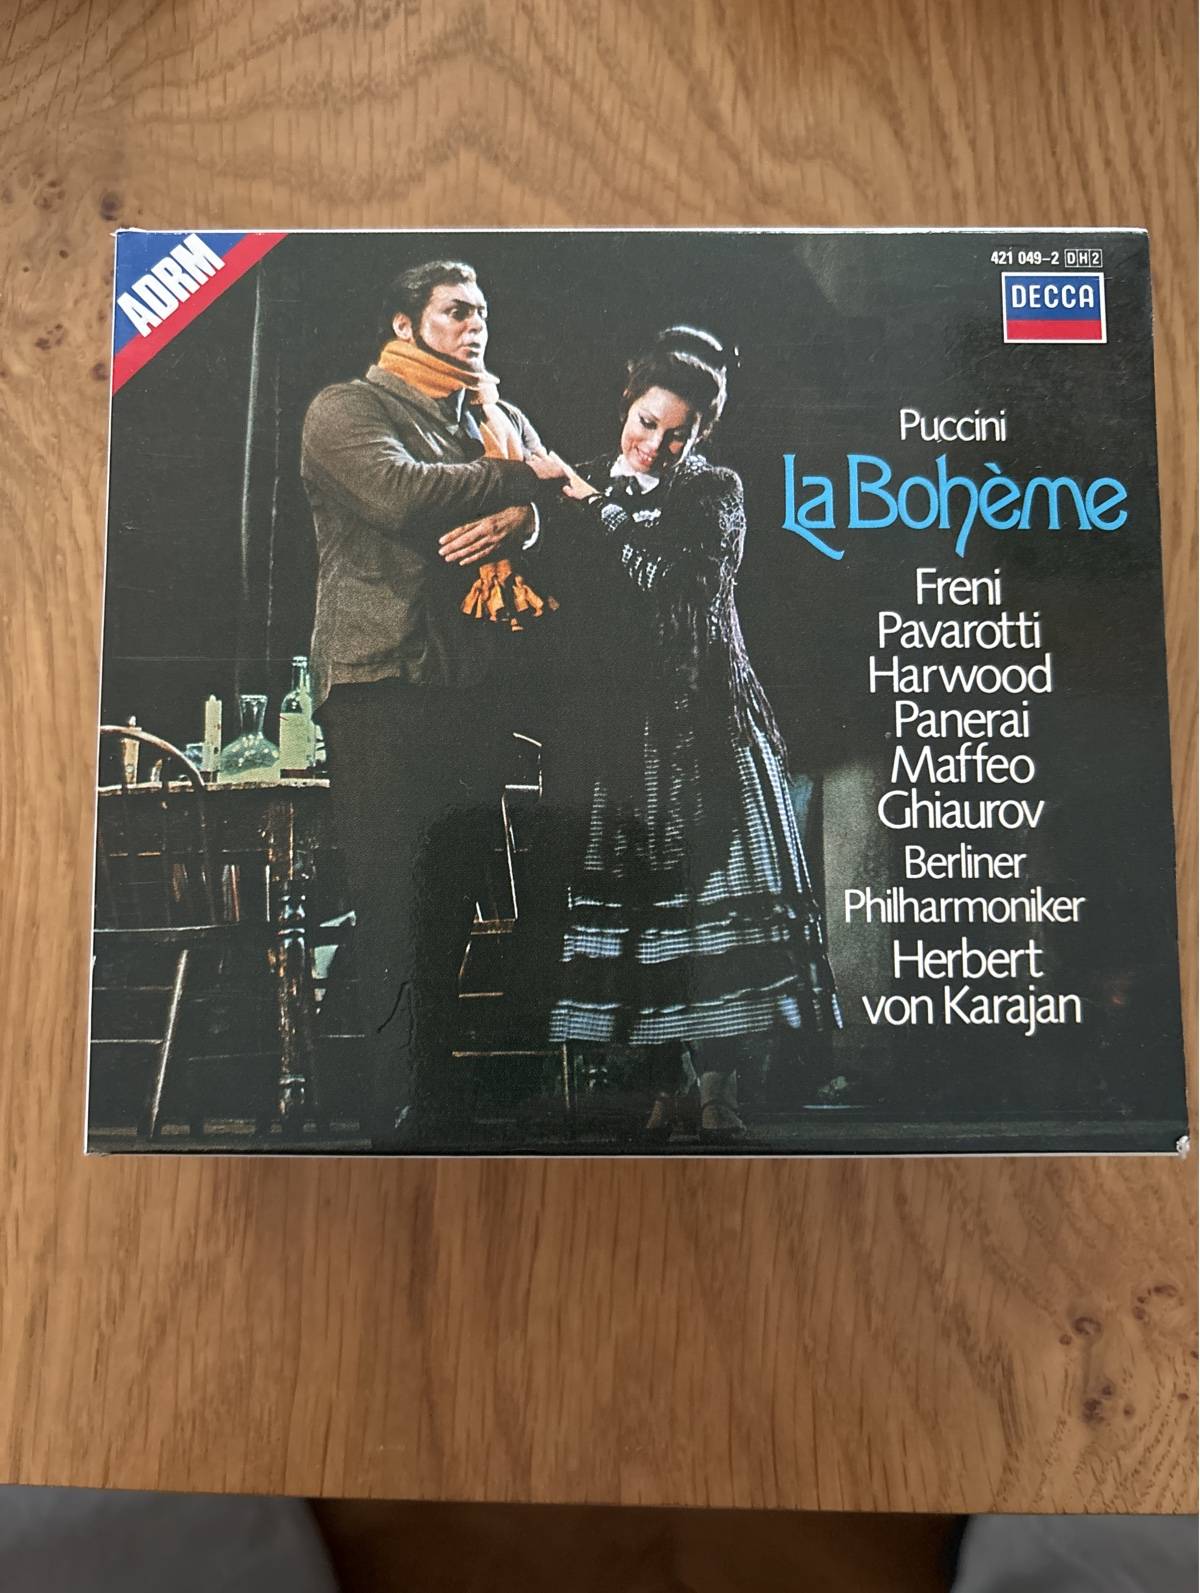 ADRM
421 049-2 DH2
DECCA
Puccini
La Bohème
Freni
Pavarotti
Harwood
Panerai
Maffeo
Ghiaurov
Berliner
Philharmoniker
Herbert
von Karajan